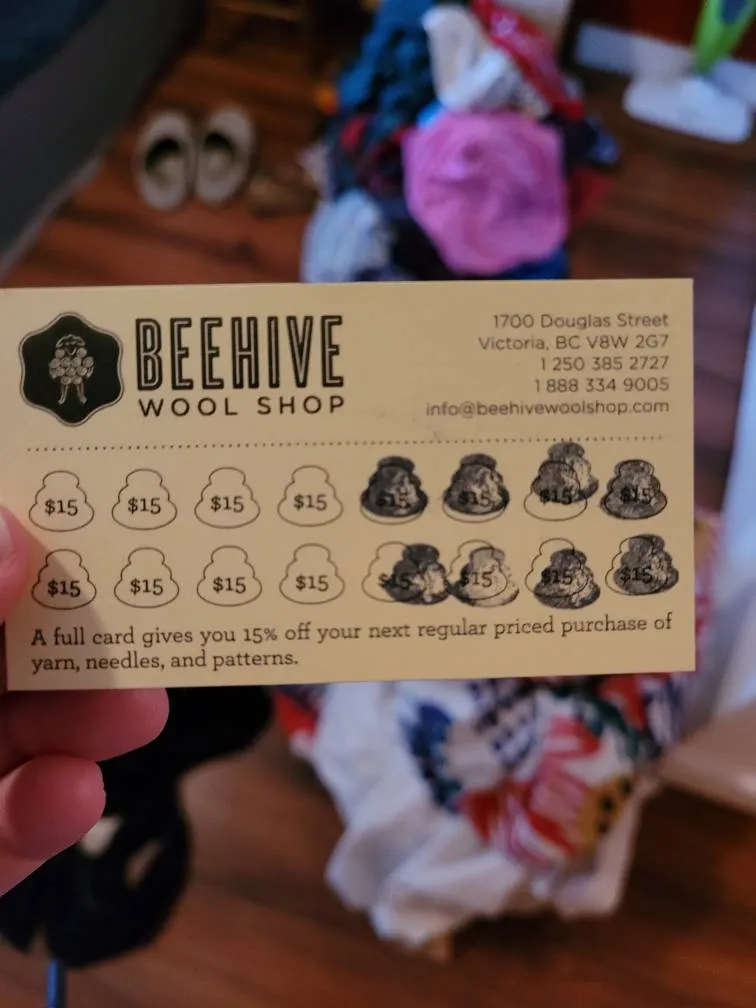 BEEHIVE
WOOL SHOP
1700 Douglas Street
Victoria, BC V8W 2G7
1 250 385 2727
1 888 334 9005
info@beehivewoolshop.com
$15 $15 $15 $15 $15 $15 $15 $15
$15 $15 $15 $15 $15 $15 $15 $15
A full card gives you 15% off your next regular priced purchase of
yarn, needles, and patterns.